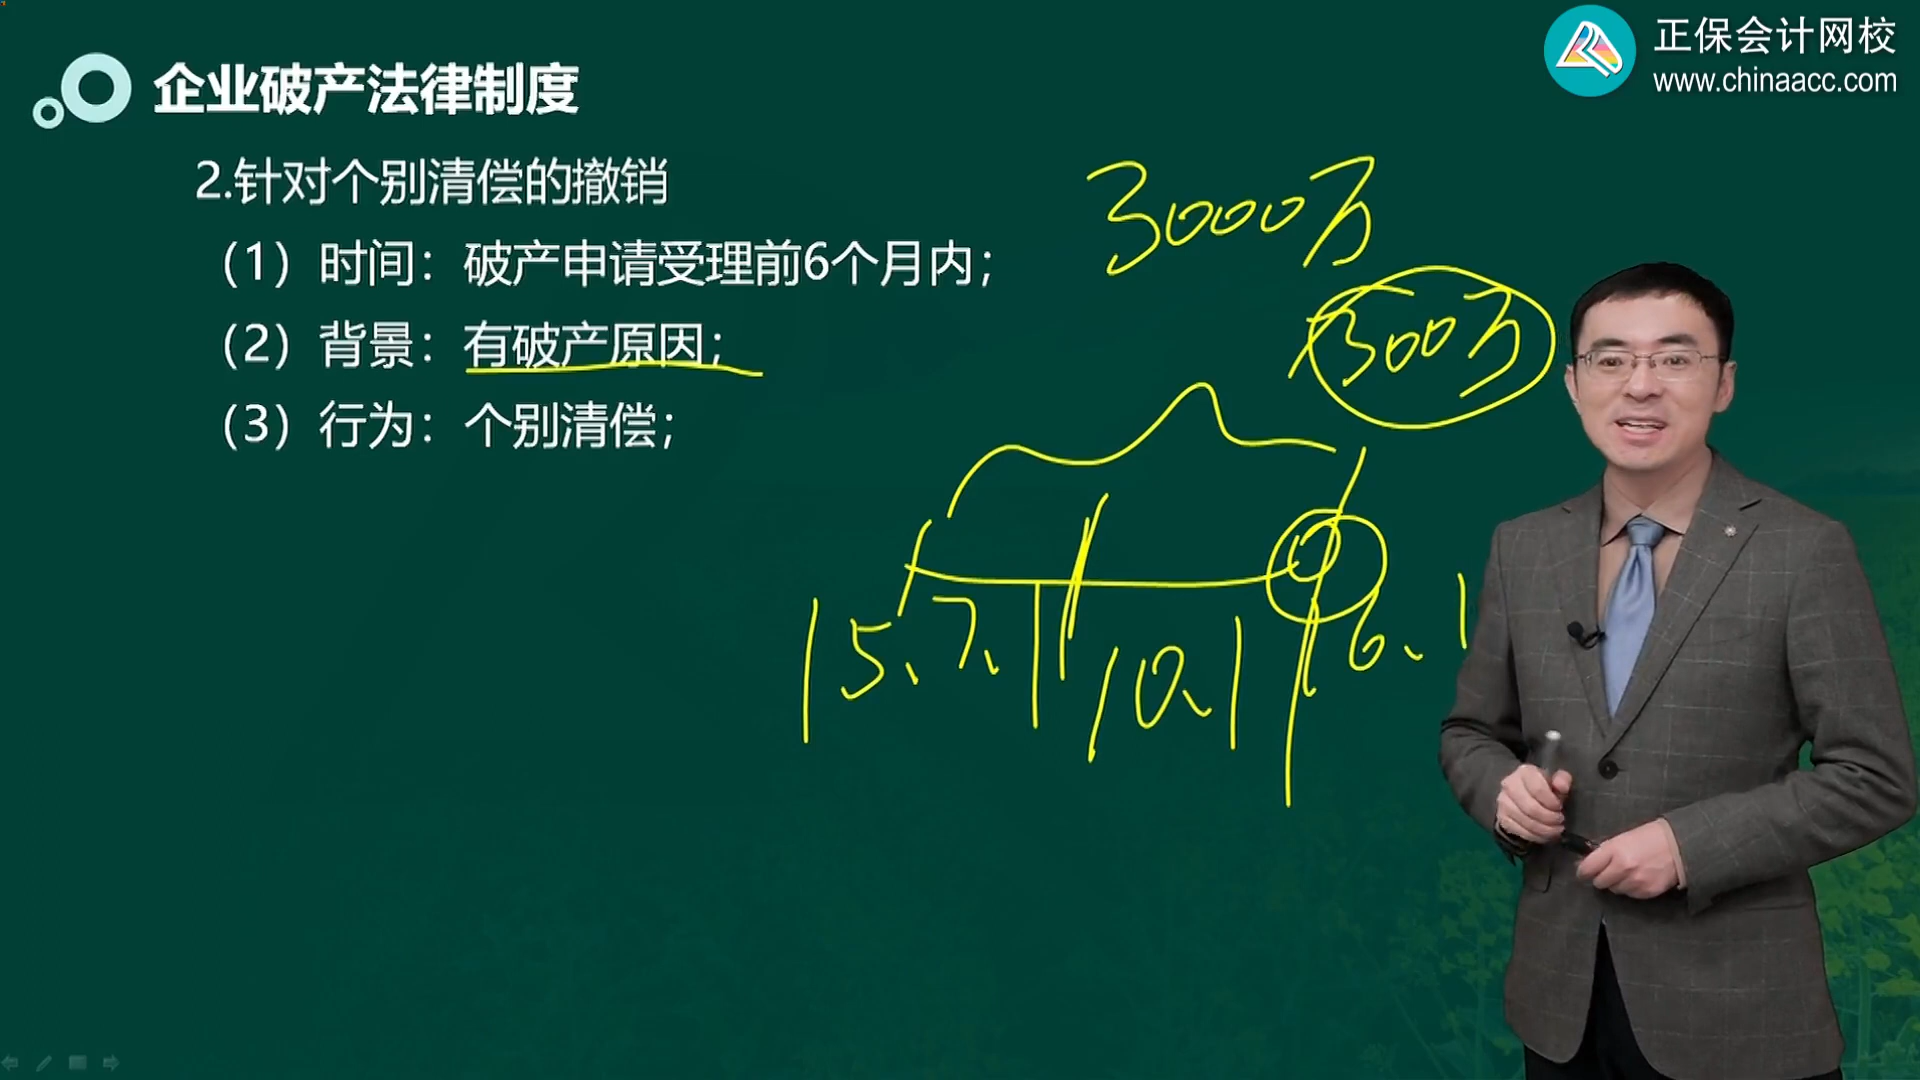 正保会计网校
www.chinaacc.com
企业破产法律制度
2.针对个别清偿的撤销
（1）时间：破产申请受理前6个月内；
（2）背景：有破产原因；
（3）行为：个别清偿；
3000万
300万
15.7.1
10.1
16.1